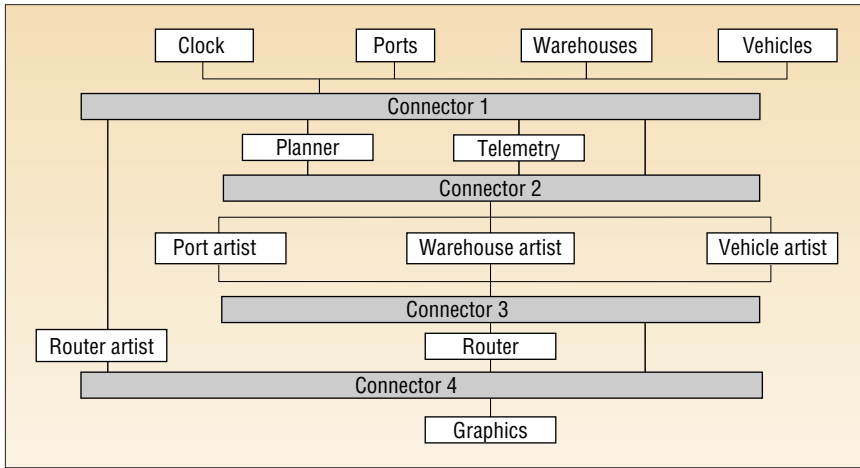 Clock
Ports
Warehouses
Vehicles
Connector 1
Planner
Telemetry
Connector 2
Port artist
Warehouse artist
Vehicle artist
Connector 3
Router artist
Router
Connector 4
Graphics